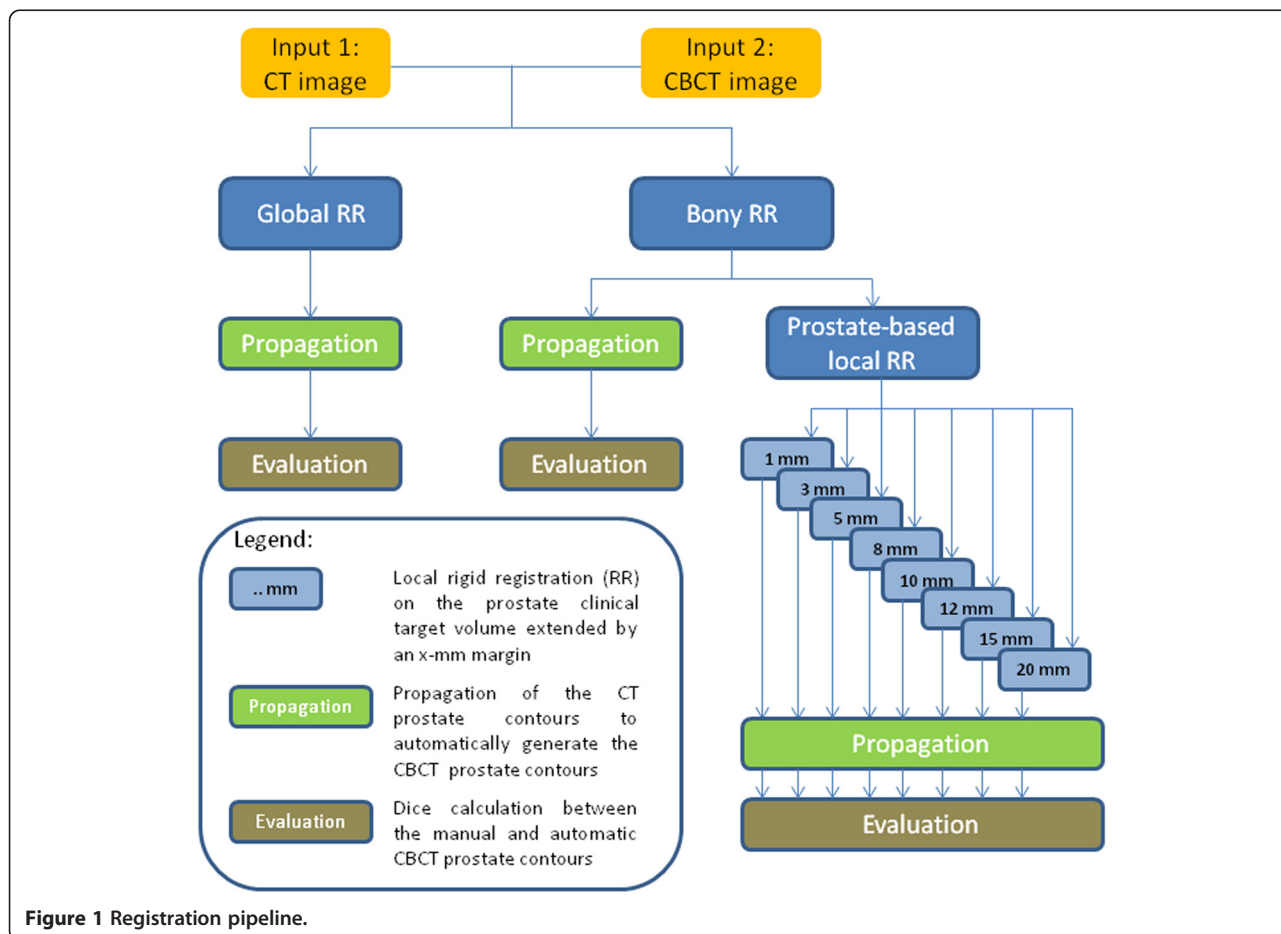 Input 1:
CT image
Input 2:
CBCT image
Global RR
Bony RR
Propagation
Propagation
Prostate-based
local RR
Evaluation
Evaluation
1 mm
3 mm
5 mm
8 mm
10 mm
12 mm
15 mm
20 mm
Propagation
Evaluation
Legend:
.. mm
Local rigid registration (RR)
on the prostate clinical
target volume extended by
an x-mm margin
Propagation
Propagation of the CT
prostate contours to
automatically generate the
CBCT prostate contours
Evaluation
Dice calculation between
the manual and automatic
CBCT prostate contours
Figure 1 Registration pipeline.